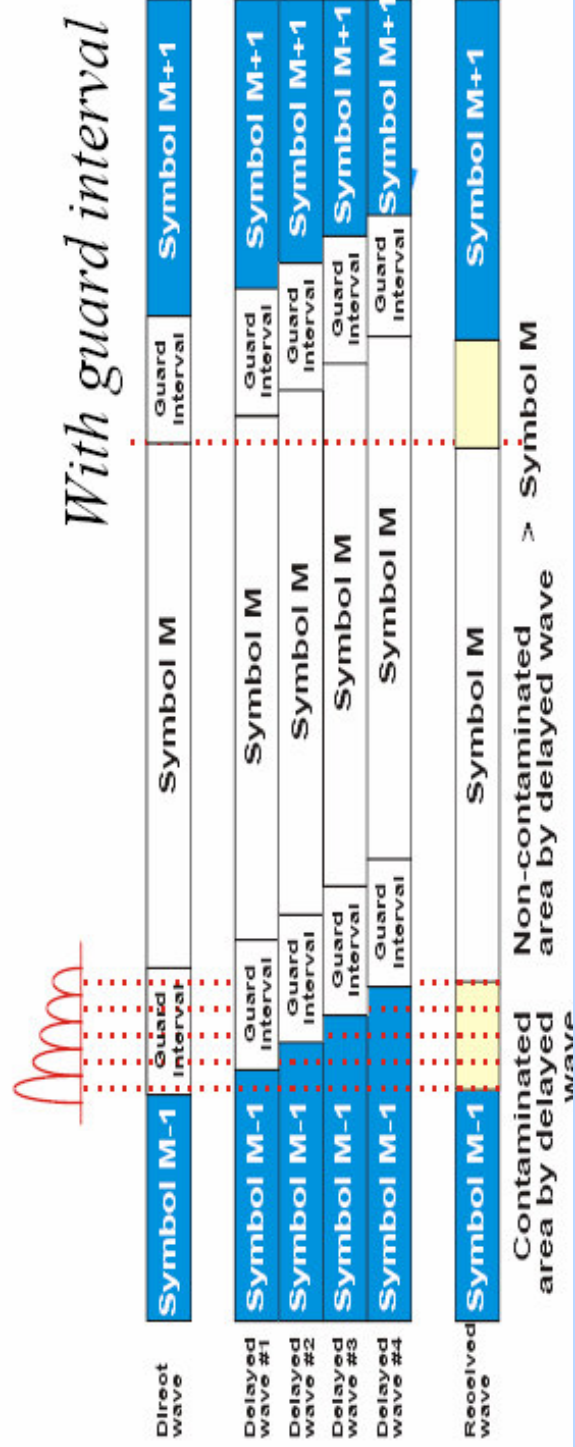 With guard interval
Direct
wave
Symbol M-1
Guard
Interval
Symbol M
Guard
Interval
Symbol M+1
Delayed
wave #1
Symbol M-1
Guard
Interval
Symbol M
Guard
Interval
Symbol M+1
Delayed
wave #2
Symbol M-1
Guard
Interval
Symbol M
Guard
Interval
Symbol M+1
Delayed
wave #3
Symbol M-1
Guard
Interval
Symbol M
Guard
Interval
Symbol M+1
Delayed
wave #4
Symbol M-1
Guard
Interval
Symbol M
Guard
Interval
Symbol M+1
Received
wave
Symbol M-1
Symbol M
Symbol M+1
Contaminated
area by delayed
wave
Non-contaminated
area by delayed wave
> Symbol M